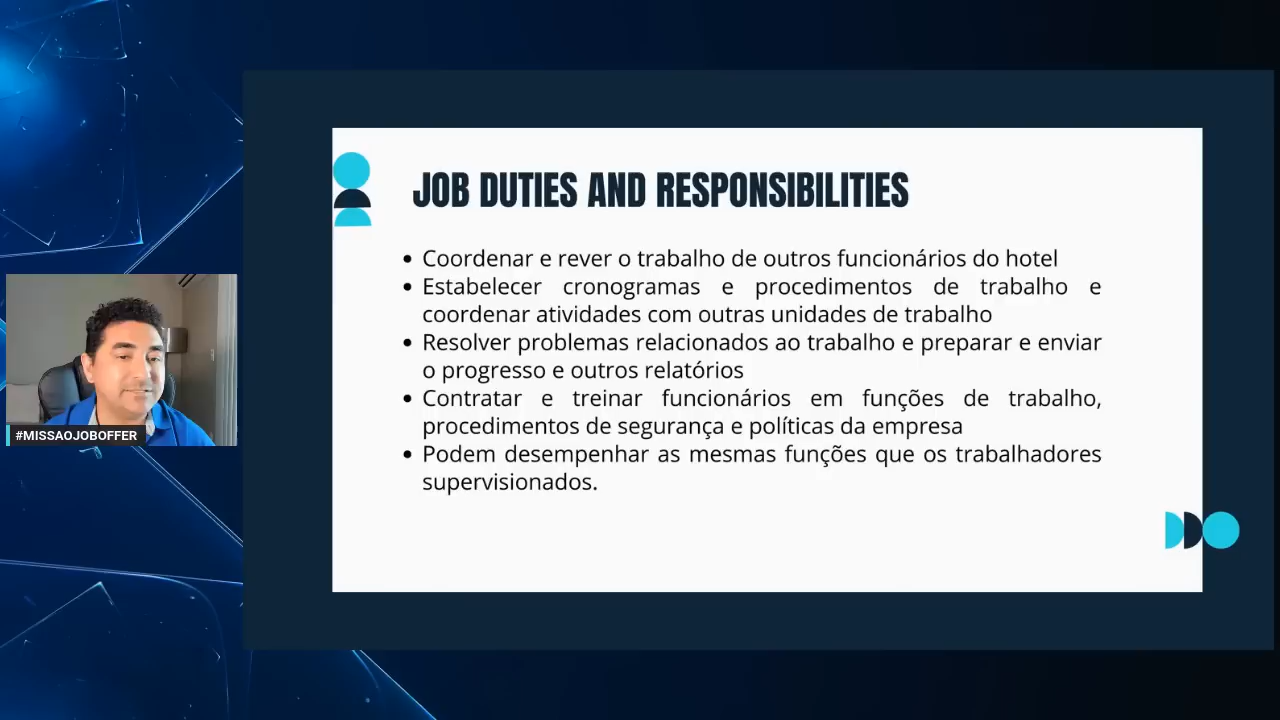 JOB DUTIES AND RESPONSIBILITIES
Coordenar e rever o trabalho de outros funcionários do hotel
Estabelecer cronogramas e procedimentos de trabalho e
coordenar atividades com outras unidades de trabalho
Resolver problemas relacionados ao trabalho e preparar e enviar
o progresso e outros relatórios
Contratar e treinar funcionários em funções de trabalho,
procedimentos de segurança e políticas da empresa
Podem desempenhar as mesmas funções que os trabalhadores
supervisionados.
#MISSAOJOBOFFER